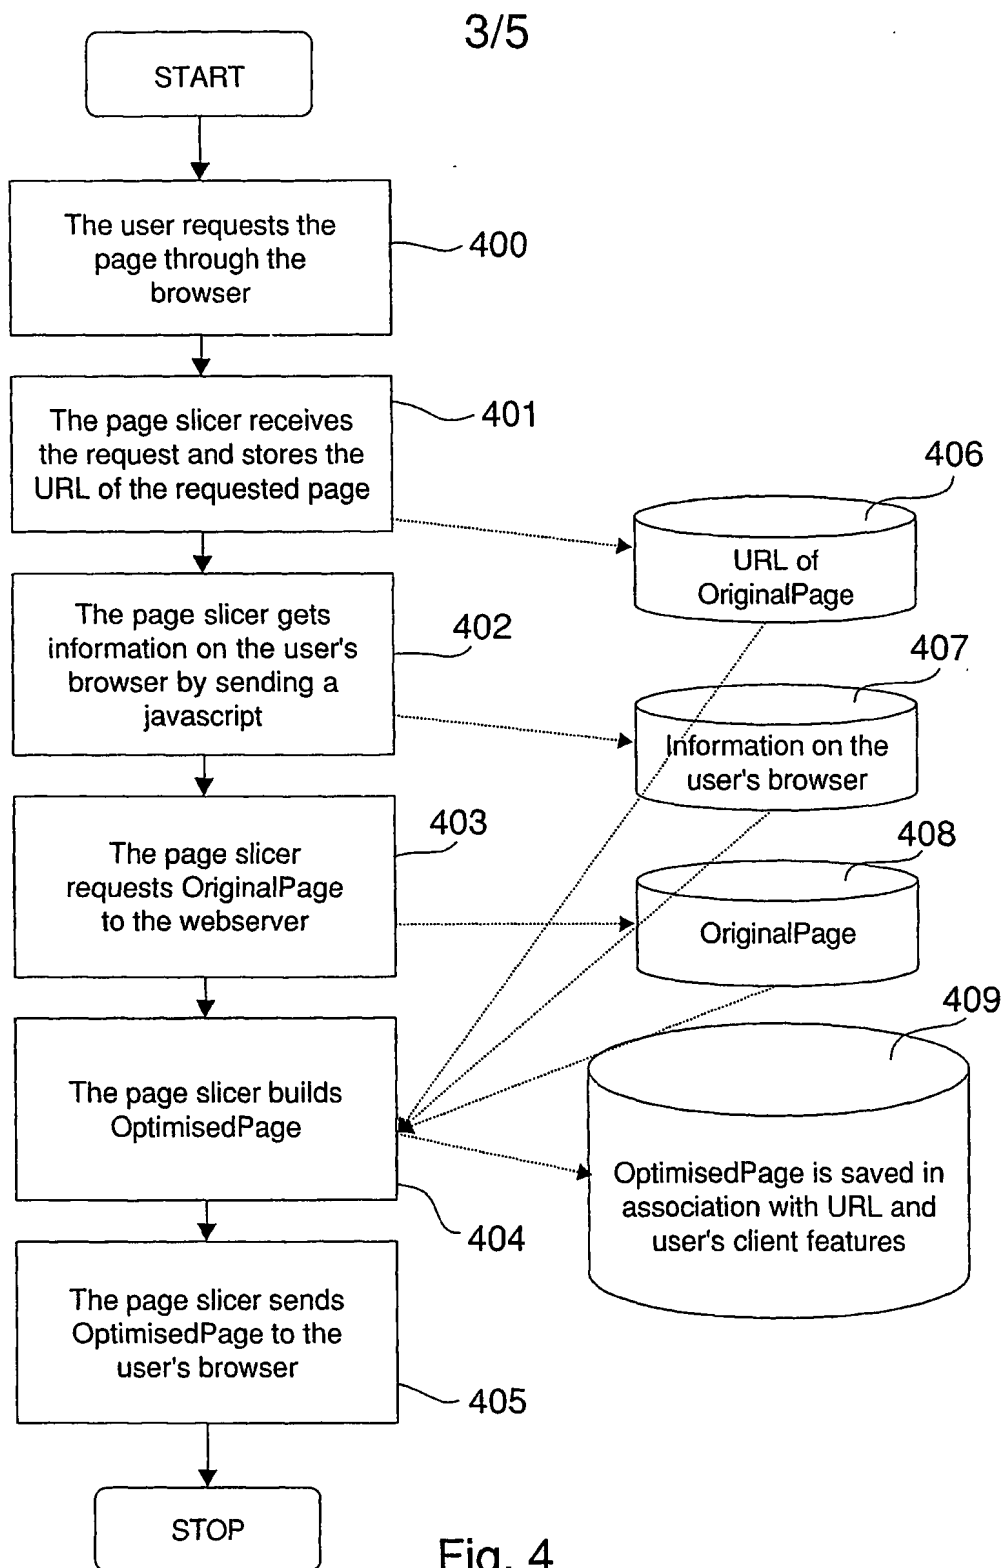 3/5
START
The user requests the
page through the
browser
400
The page slicer receives
the request and stores the
URL of the requested page
401
406
URL of
OriginalPage
The page slicer gets
information on the user's
browser by sending a
javascript
402
407
Information on the
user's browser
The page slicer
requests OriginalPage
to the webserver
403
408
OriginalPage
The page slicer builds
OptimisedPage
404
409
OptimisedPage is saved in
association with URL and
user's client features
The page slicer sends
OptimisedPage to the
user's browser
405
STOP
Fig. 4